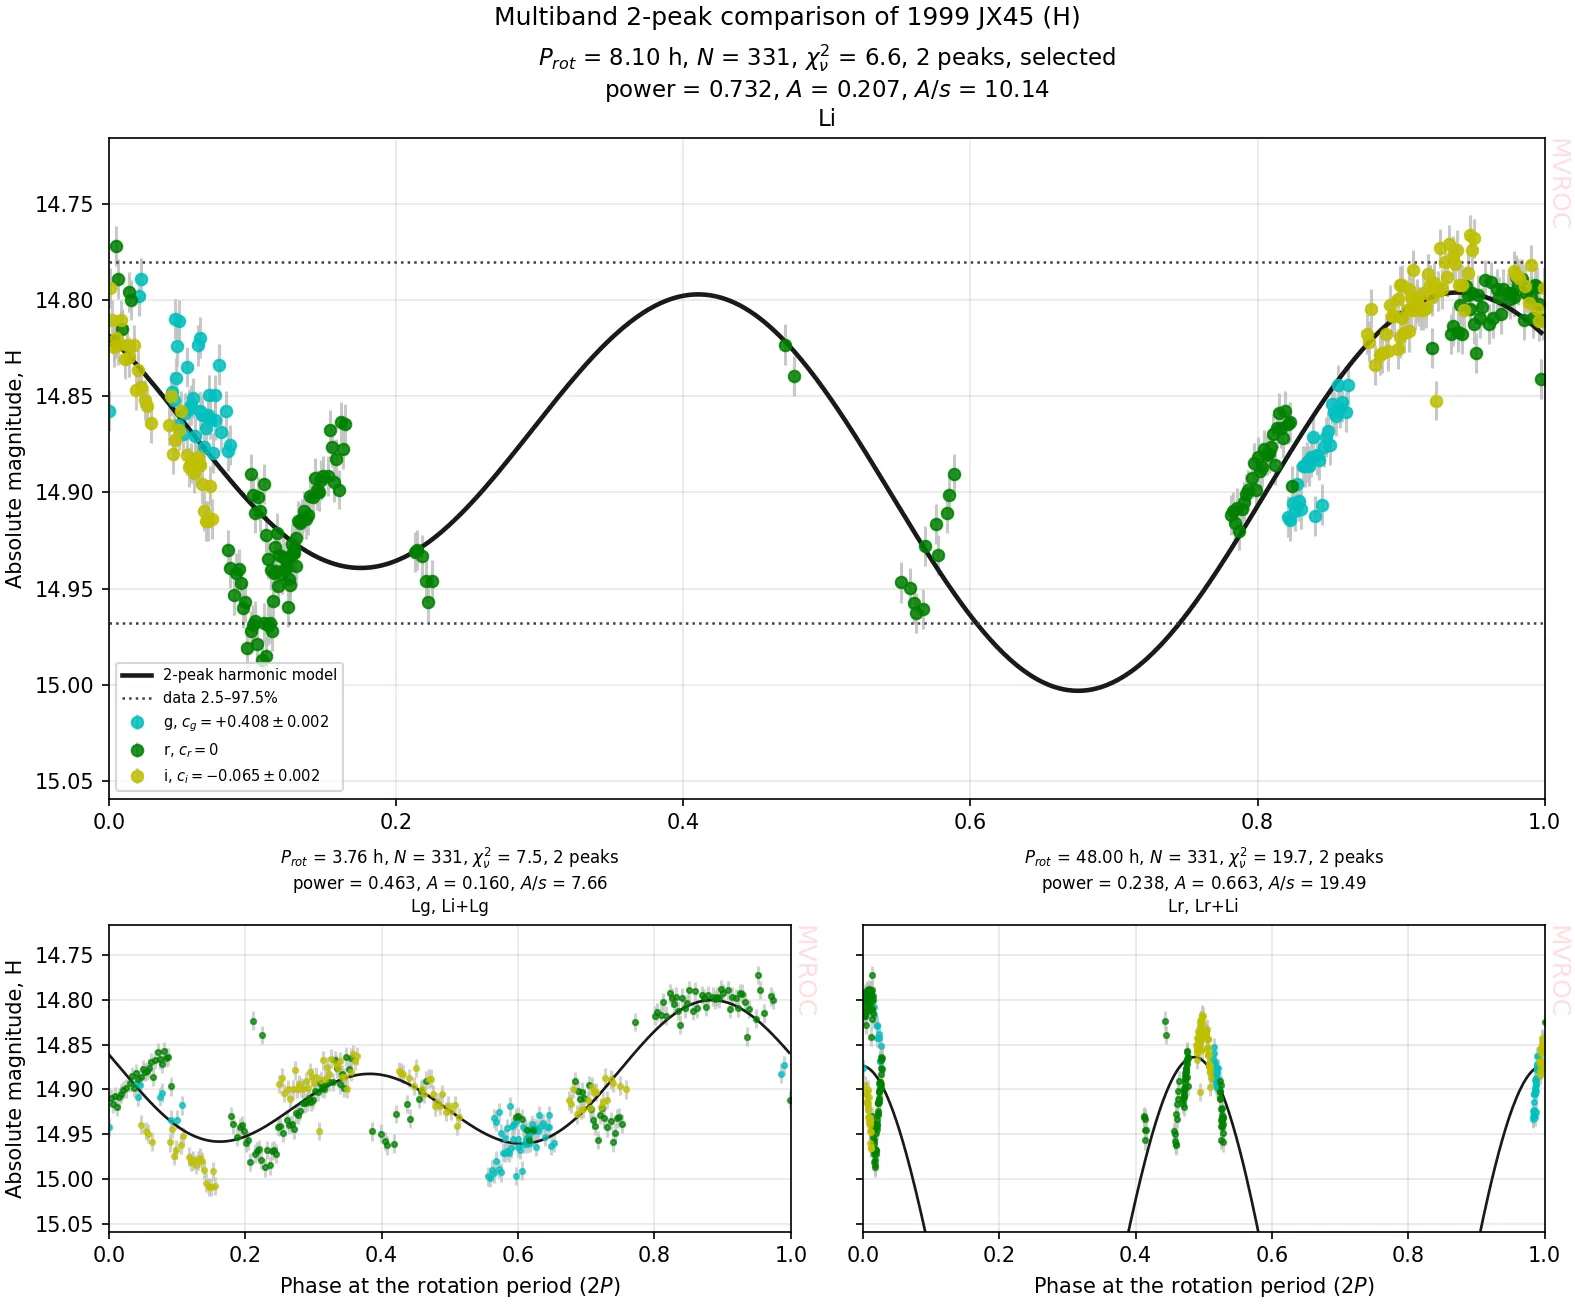 Multiband 2-peak comparison of 1999 JX45 (H)
P_rot = 8.10 h, N = 331, χ²_ν = 6.6, 2 peaks, selected
power = 0.732, A = 0.207, A/s = 10.14
Li
MVROC
Absolute magnitude, H
14.75
14.80
14.85
14.90
14.95
15.00
15.05
2-peak harmonic model
data 2.5–97.5%
g, c_g = +0.408 ± 0.002
r, c_r = 0
i, c_i = −0.065 ± 0.002
0.0 0.2 0.4 0.6 0.8 1.0
P_rot = 3.76 h, N = 331, χ²_ν = 7.5, 2 peaks
power = 0.463, A = 0.160, A/s = 7.66
Lg, Li+Lg
MVROC
Absolute magnitude, H
14.75
14.80
14.85
14.90
14.95
15.00
15.05
0.0 0.2 0.4 0.6 0.8 1.0
Phase at the rotation period (2P)
P_rot = 48.00 h, N = 331, χ²_ν = 19.7, 2 peaks
power = 0.238, A = 0.663, A/s = 19.49
Lr, Lr+Li
MVROC
0.0 0.2 0.4 0.6 0.8 1.0
Phase at the rotation period (2P)